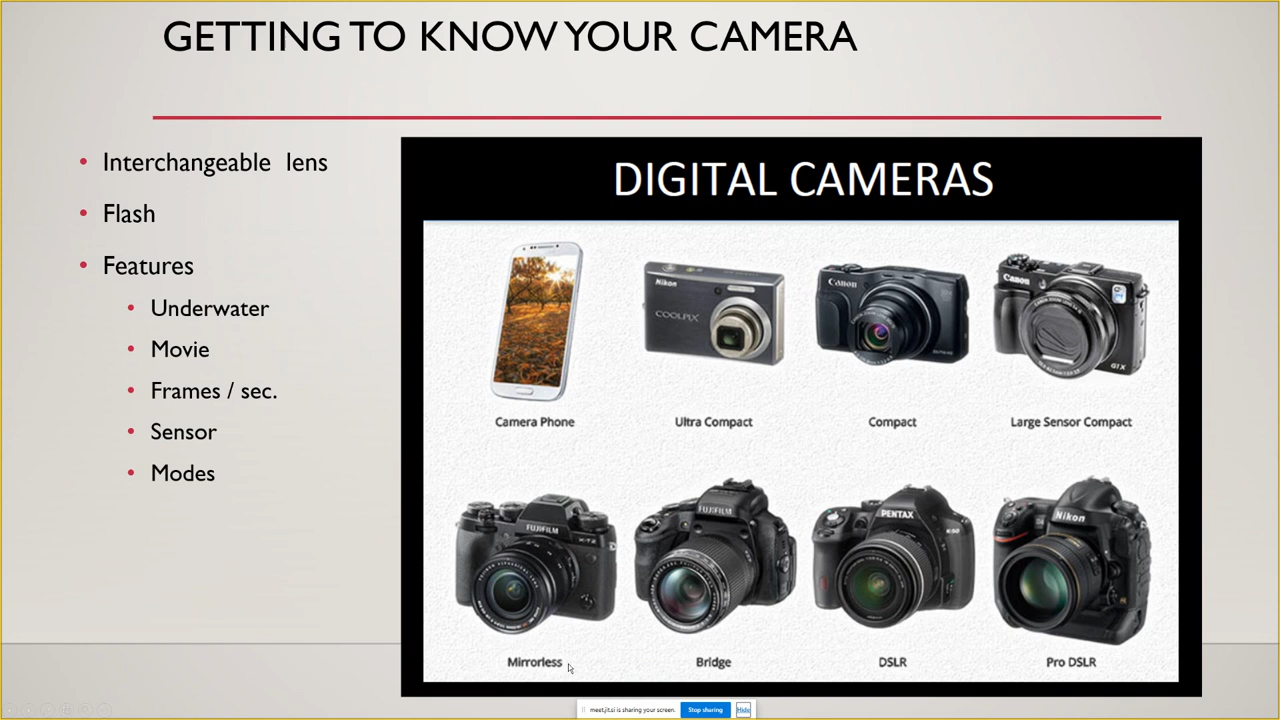 GETTING TO KNOW YOUR CAMERA
Interchangeable lens
Flash
Features
Underwater
Movie
Frames / sec.
Sensor
Modes
DIGITAL CAMERAS
Nikon
COOLPIX
Canon
Canon
G1X
Camera Phone
Ultra Compact
Compact
Large Sensor Compact
FUJIFILM
X-T2
FUJIFILM
PENTAX
K-50
Nikon
Mirrorless
Bridge
DSLR
Pro DSLR
meet.jit.si is sharing your screen.
Stop sharing
Hide